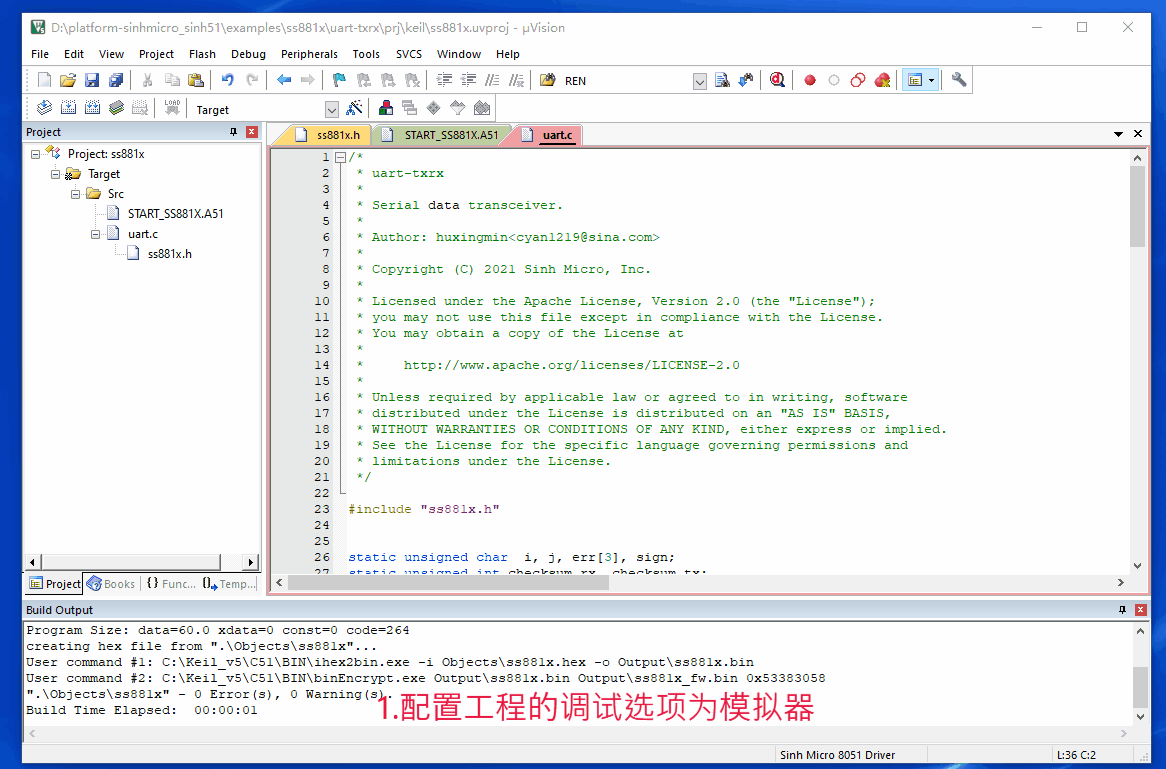 D:\platform-sinhmicro_sinh51\examples\ss881x\uart-txrx\prj\keil\ss881x.uvproj - µVision
File Edit View Project Flash Debug Peripherals Tools SVCS Window Help
REN
LOAD
Target
Project
ss881x.h START_SS881X.A51 uart.c
Project: ss881x
Target
Src
START_SS881X.A51
uart.c
ss881x.h
Project Books {} Func... Temp...
1 /*
2 * uart-txrx
3 *
4 * Serial data transceiver.
5 *
6 * Author: huxingmin<cyan1219@sina.com>
7 *
8 * Copyright (C) 2021 Sinh Micro, Inc.
9 *
10 * Licensed under the Apache License, Version 2.0 (the "License");
11 * you may not use this file except in compliance with the License.
12 * You may obtain a copy of the License at
13 *
14 * http://www.apache.org/licenses/LICENSE-2.0
15 *
16 * Unless required by applicable law or agreed to in writing, software
17 * distributed under the License is distributed on an "AS IS" BASIS,
18 * WITHOUT WARRANTIES OR CONDITIONS OF ANY KIND, either express or implied.
19 * See the License for the specific language governing permissions and
20 * limitations under the License.
21 */
22
23 #include "ss881x.h"
24
25
26 static unsigned char i, j, err[3], sign;
27 static unsigned int checksum_rx, checksum_tx;
Build Output
Program Size: data=60.0 xdata=0 const=0 code=264
creating hex file from ".\Objects\ss881x"...
User command #1: C:\Keil_v5\C51\BIN\ihex2bin.exe -i Objects\ss881x.hex -o Output\ss881x.bin
User command #2: C:\Keil_v5\C51\BIN\binEncrypt.exe Output\ss881x.bin Output\ss881x_fw.bin 0x53383058
".\Objects\ss881x" - 0 Error(s), 0 Warning(s).
Build Time Elapsed: 00:00:01
1.配置工程的调试选项为模拟器
Sinh Micro 8051 Driver L:36 C:2